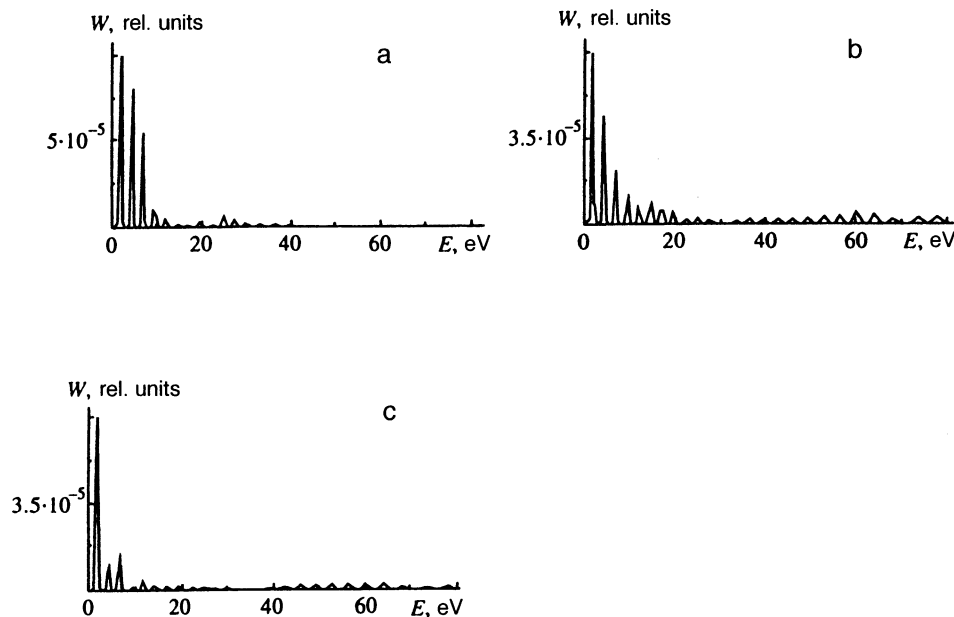 W, rel. units
a
5·10⁻⁵
0 20 40 60 E, eV
W, rel. units
b
3.5·10⁻⁵
0 20 40 60 E, eV
W, rel. units
c
3.5·10⁻⁵
0 20 40 60 E, eV